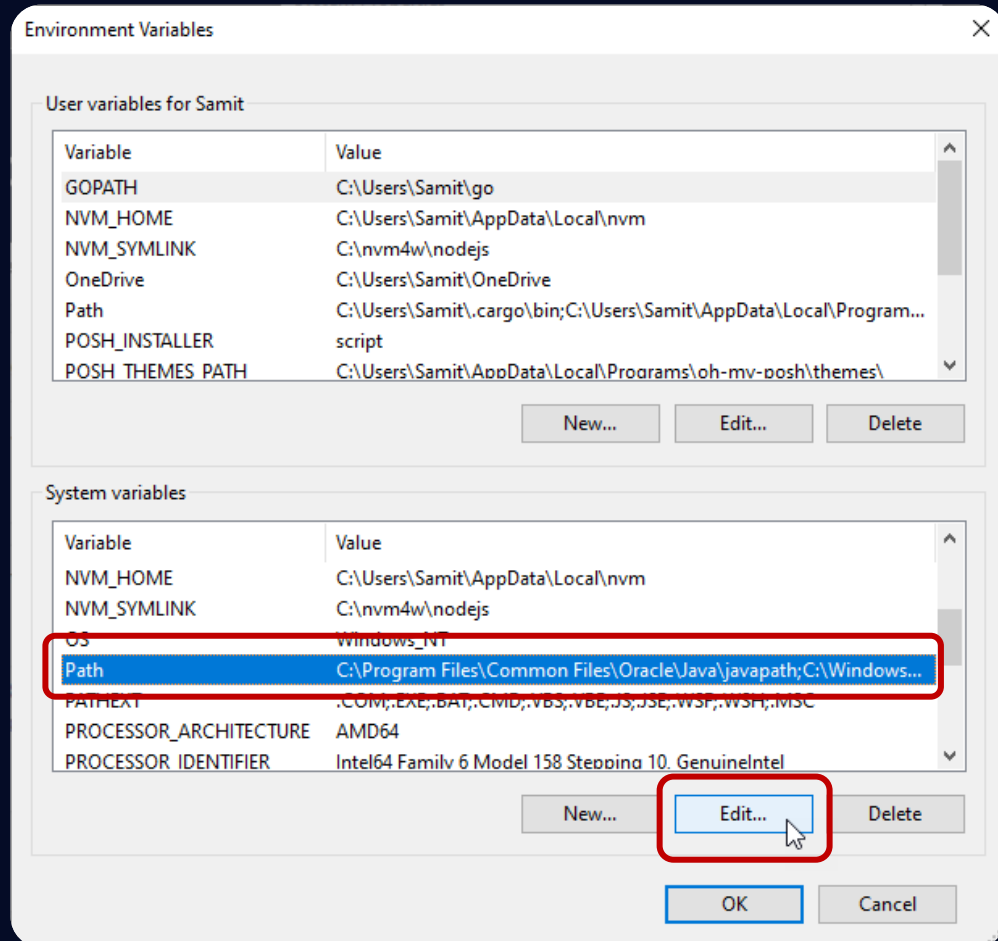 Environment Variables
User variables for Samit
Variable Value
GOPATH C:\Users\Samit\go
NVM_HOME C:\Users\Samit\AppData\Local\nvm
NVM_SYMLINK C:\nvm4w\nodejs
OneDrive C:\Users\Samit\OneDrive
Path C:\Users\Samit\.cargo\bin;C:\Users\Samit\AppData\Local\Program...
POSH_INSTALLER script
POSH_THEMES_PATH C:\Users\Samit\AppData\Local\Programs\oh-my-posh\themes\
New... Edit... Delete
System variables
Variable Value
NVM_HOME C:\Users\Samit\AppData\Local\nvm
NVM_SYMLINK C:\nvm4w\nodejs
OS Windows_NT
Path C:\Program Files\Common Files\Oracle\Java\javapath;C:\Windows...
PATHEXT .COM;.EXE;.BAT;.CMD;.VBS;.VBE;.JS;.JSE;.WSF;.WSH;.MSC
PROCESSOR_ARCHITECTURE AMD64
PROCESSOR_IDENTIFIER Intel64 Family 6 Model 158 Stepping 10, GenuineIntel
New... Edit... Delete
OK Cancel